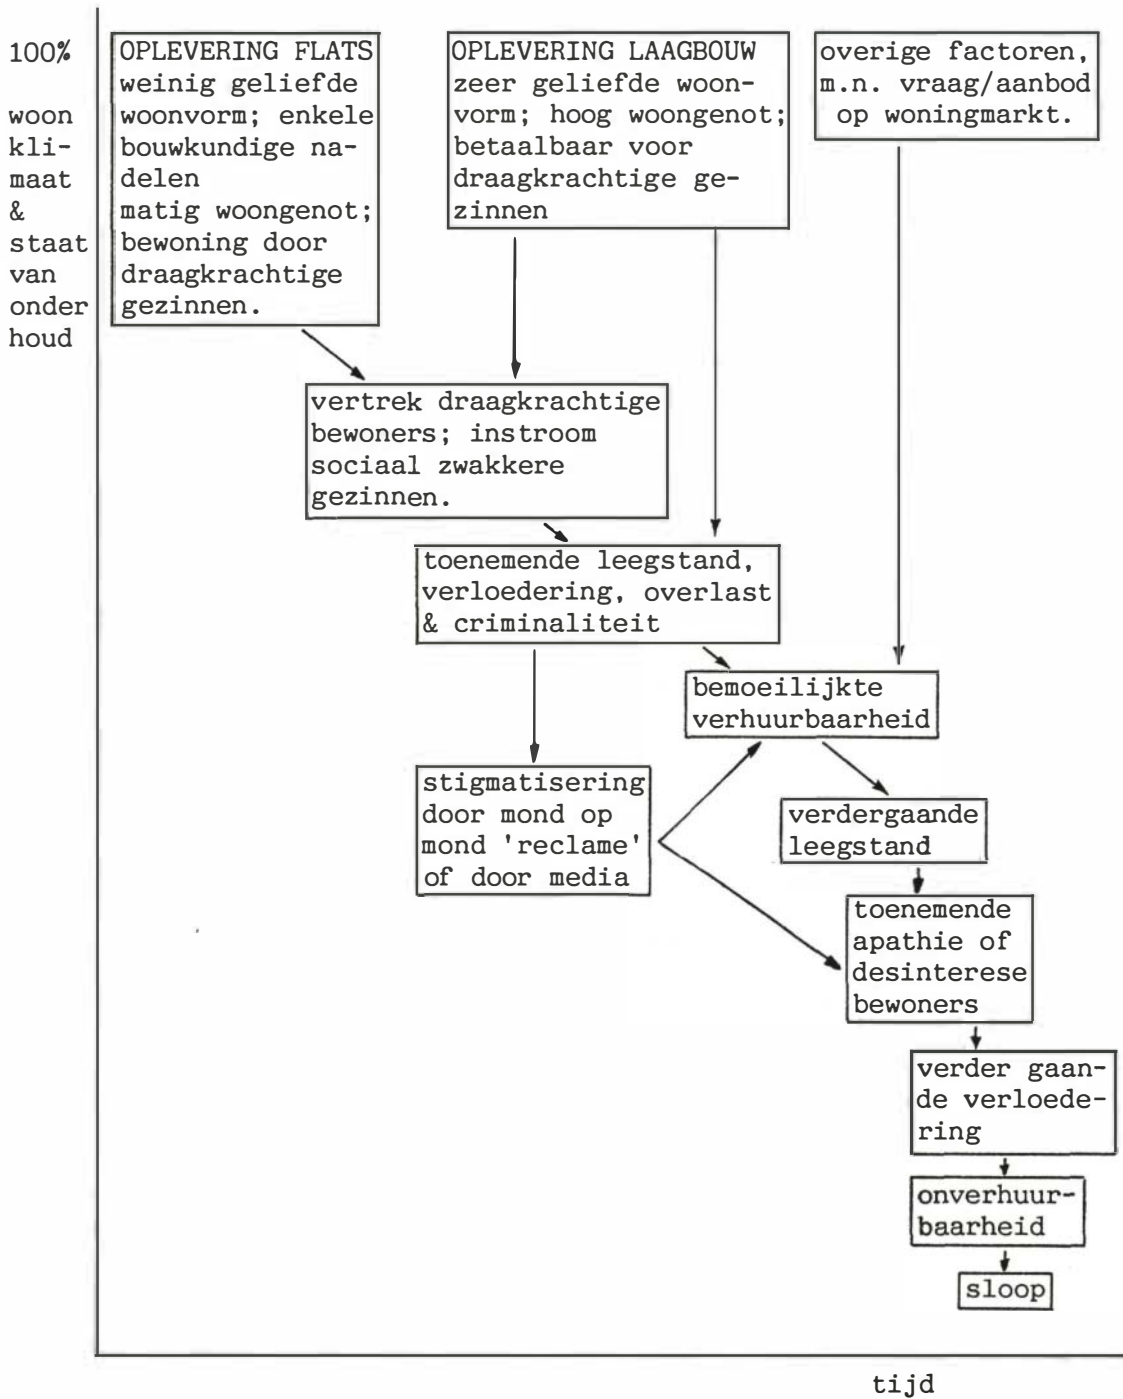 100%
woon
kli-
maat
&
staat
van
onder
houd
OPLEVERING FLATS
weinig geliefde
woonvorm; enkele
bouwkundige na-
delen
matig woongenot;
bewoning door
draagkrachtige
gezinnen.
OPLEVERING LAAGBOUW
zeer geliefde woon-
vorm; hoog woongenot;
betaalbaar voor
draagkrachtige ge-
zinnen
overige factoren,
m.n. vraag/aanbod
op woningmarkt.
vertrek draagkrachtige
bewoners; instroom
sociaal zwakkere
gezinnen.
toenemende leegstand,
verloedering, overlast
& criminaliteit
bemoeilijkte
verhuurbaarheid
stigmatisering
door mond op
mond 'reclame'
of door media
verdergaande
leegstand
toenemende
apathie of
desinterese
bewoners
verder gaan-
de verloede-
ring
onverhuur-
baarheid
sloop
tijd